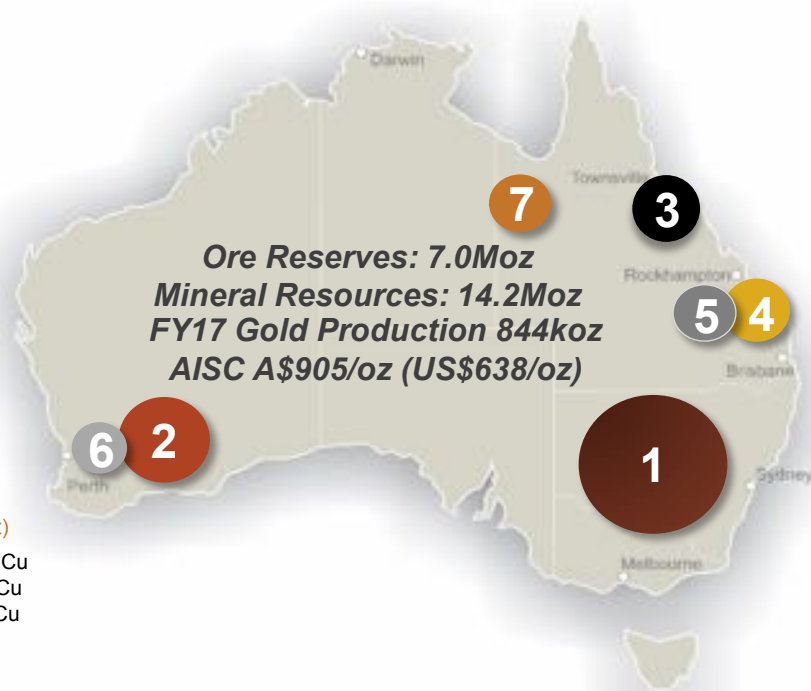 Darwin
Townsville
7
3
Ore Reserves: 7.0Moz
Rockhampton
Mineral Resources: 14.2Moz
5
4
FY17 Gold Production 844koz
AISC A$905/oz (US$638/oz)
Brisbane
6
2
1
Perth
Sydney
)
Cu
Cu
Cu
Melbourne